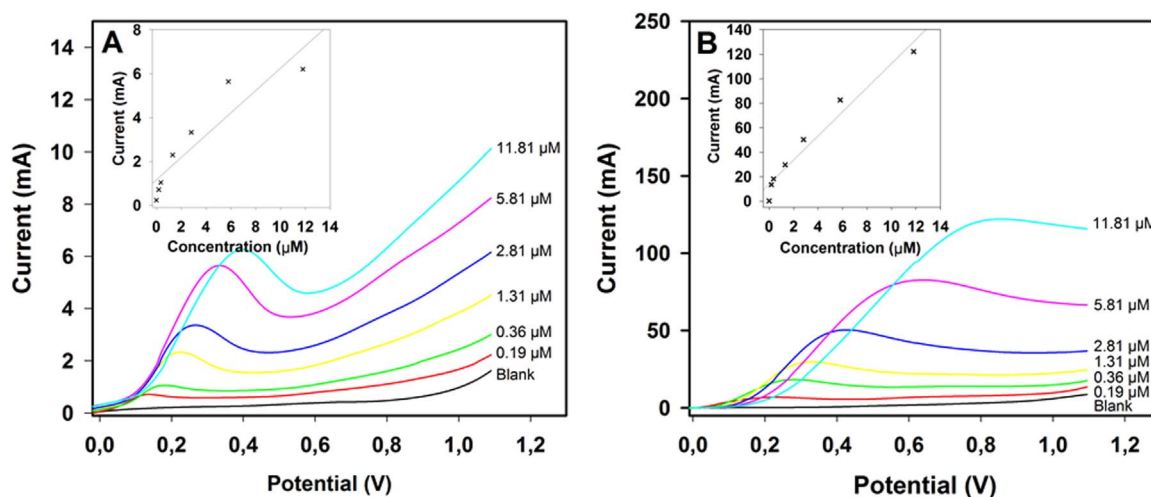 A
Current (mA)
14
12
10
8
6
4
2
0
0,0 0,2 0,4 0,6 0,8 1,0 1,2
Potential (V)
Current (mA)
8
6
4
2
0
0 2 4 6 8 10 12 14
Concentration (µM)
11.81 µM
5.81 µM
2.81 µM
1.31 µM
0.36 µM
0.19 µM
Blank
B
Current (mA)
250
200
150
100
50
0
0,0 0,2 0,4 0,6 0,8 1,0 1,2
Potential (V)
Current (mA)
140
120
100
80
60
40
20
0
0 2 4 6 8 10 12 14
Concentration (µM)
11.81 µM
5.81 µM
2.81 µM
1.31 µM
0.36 µM
0.19 µM
Blank